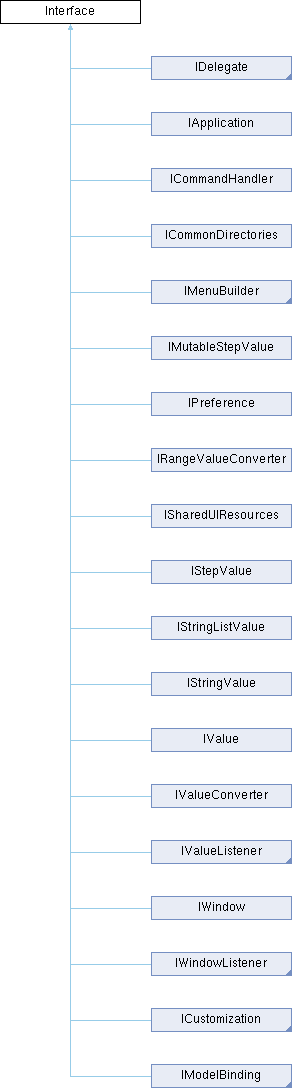 Interface
IDelegate
IApplication
ICommandHandler
ICommonDirectories
IMenuBuilder
IMutableStepValue
IPreference
IRangeValueConverter
ISharedUIResources
IStepValue
IStringListValue
IStringValue
IValue
IValueConverter
IValueListener
IWindow
IWindowListener
ICustomization
IModelBinding